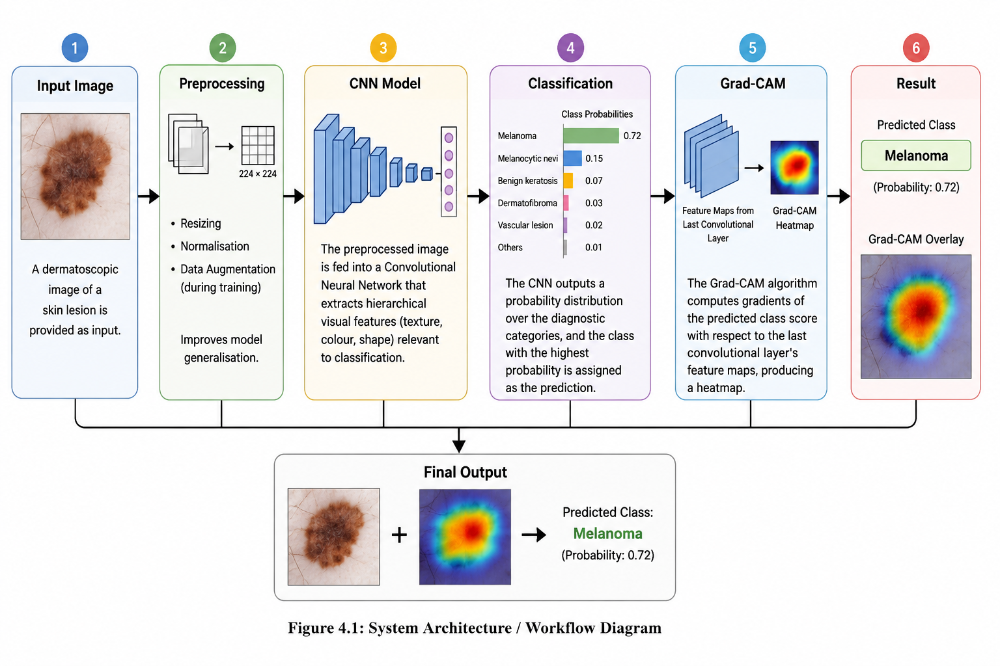 1
Input Image
A dermatoscopic
image of a
skin lesion is
provided as input.
2
Preprocessing
224 × 224
• Resizing
• Normalisation
• Data Augmentation
(during training)
Improves model
generalisation.
3
CNN Model
The preprocessed image
is fed into a Convolutional
Neural Network that
extracts hierarchical
visual features (texture,
colour, shape) relevant
to classification.
4
Classification
Class Probabilities
Melanoma 0.72
Melanocytic nevi 0.15
Benign keratosis 0.07
Dermatofibroma 0.03
Vascular lesion 0.02
Others 0.01
The CNN outputs a
probability distribution
over the diagnostic
categories, and the class
with the highest
probability is assigned
as the prediction.
5
Grad-CAM
Feature Maps from
Last Convolutional
Layer
Grad-CAM
Heatmap
The Grad-CAM algorithm
computes gradients of
the predicted class score
with respect to the last
convolutional layer's
feature maps, producing
a heatmap.
6
Result
Predicted Class
Melanoma
(Probability: 0.72)
Grad-CAM Overlay
Final Output
+
Predicted Class:
Melanoma
(Probability: 0.72)
Figure 4.1: System Architecture / Workflow Diagram